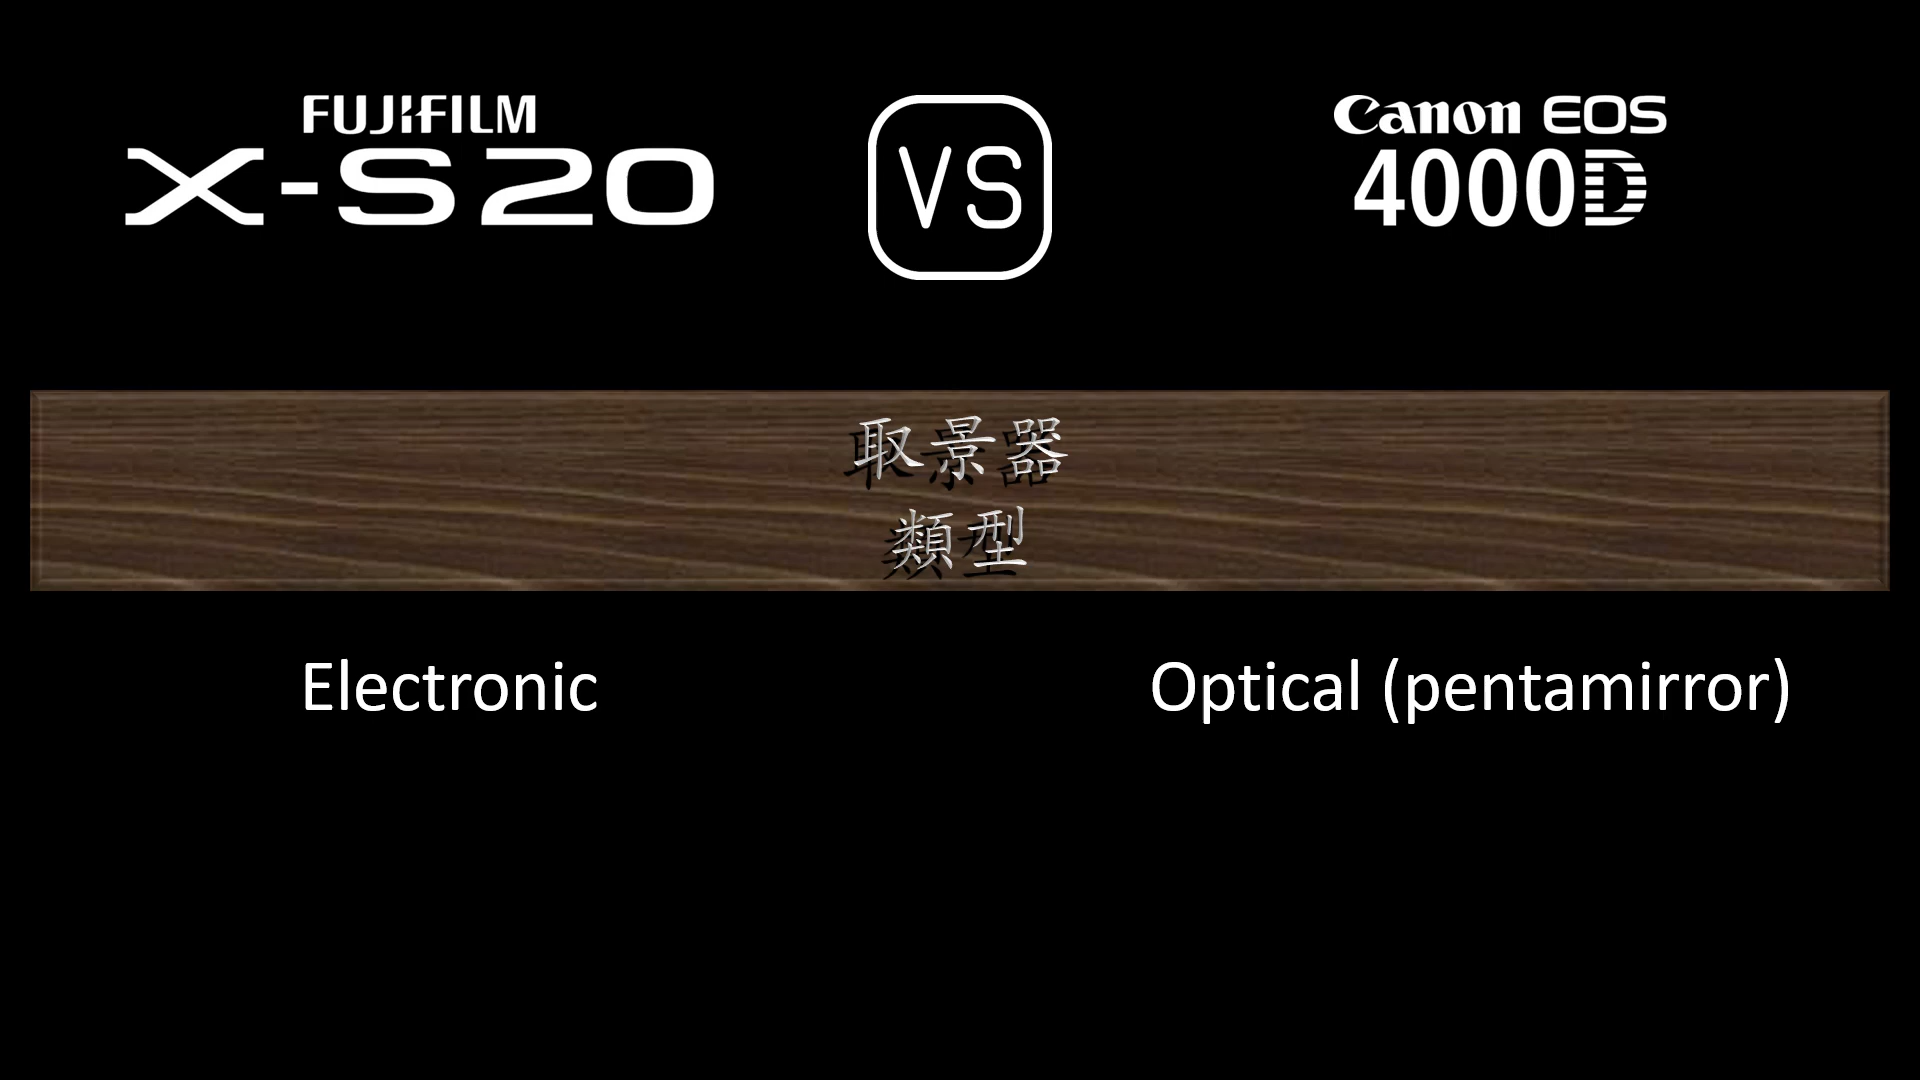 FUJIFILM
X-S20
VS
Canon EOS
4000D
取景器
類型
Electronic
Optical (pentamirror)